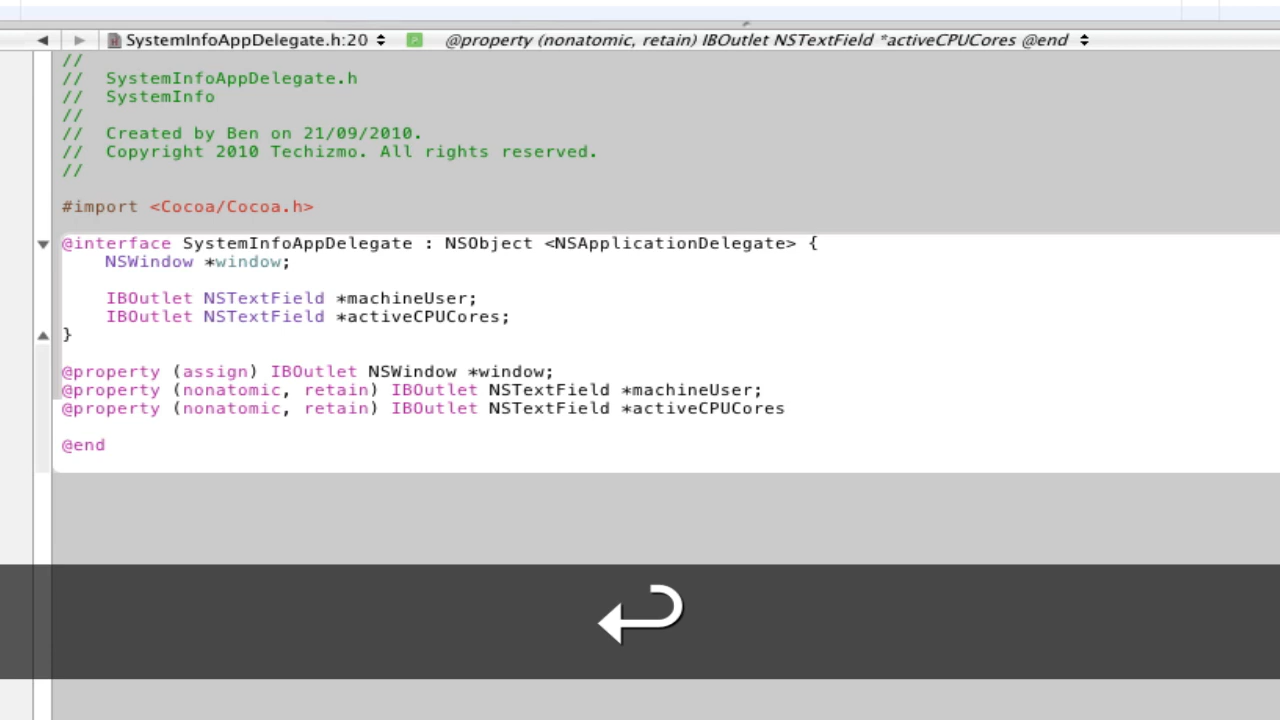 SystemInfoAppDelegate.h:20 @property (nonatomic, retain) IBOutlet NSTextField *activeCPUCores @end
//
//  SystemInfoAppDelegate.h
//  SystemInfo
//
//  Created by Ben on 21/09/2010.
//  Copyright 2010 Techizmo. All rights reserved.
//
#import <Cocoa/Cocoa.h>
@interface SystemInfoAppDelegate : NSObject <NSApplicationDelegate> {
    NSWindow *window;
    IBOutlet NSTextField *machineUser;
    IBOutlet NSTextField *activeCPUCores;
}
@property (assign) IBOutlet NSWindow *window;
@property (nonatomic, retain) IBOutlet NSTextField *machineUser;
@property (nonatomic, retain) IBOutlet NSTextField *activeCPUCores
@end